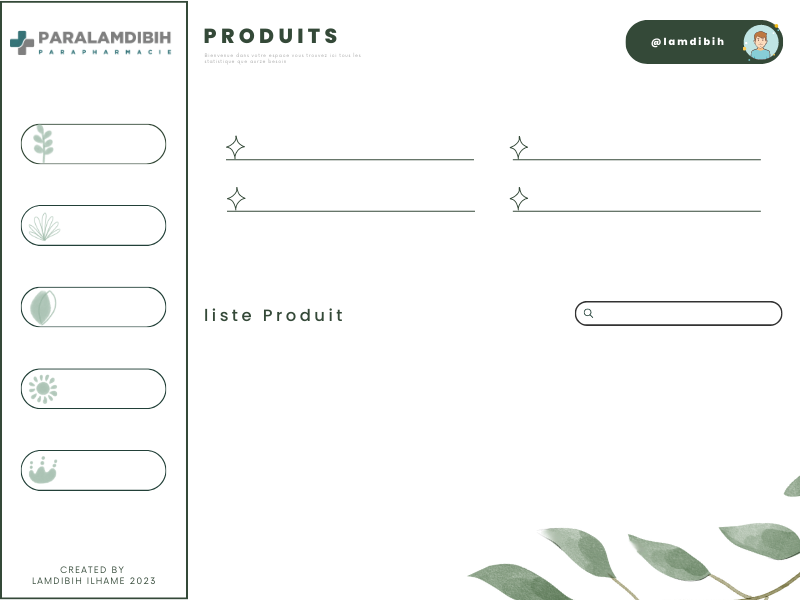 PARALAMDIBIH
PARAPHARMACIE
PRODUITS
Bienvenue dans votre espace vous trouvez ici tous les
statistique que aurez besoin
@lamdibih
liste Produit
CREATED BY
LAMDIBIH ILHAME 2023